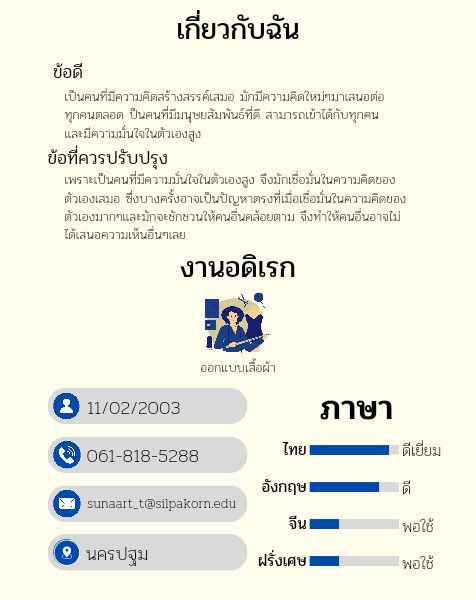 เกี่ยวกับฉัน
ข้อดี
เป็นคนที่มีความคิดสร้างสรรค์เสมอ มักมีความคิดใหม่ๆมาเสนอต่อ
ทุกคนตลอด ป็นคนที่มีมนุษยสัมพันธ์ที่ดี สามารถเข้าได้กับทุกคน
และมีความมั่นใจในตัวเองสูง
ข้อที่ควรปรับปรุง
เพราะเป็นคนที่มีความมั่นใจในตัวเองสูง จึงมักเชื่อมั่นในความคิดของ
ตัวเองเสมอ ซึ่งบางครั้งอาจเป็นปัญหาตรงที่เมื่อเชื่อมั่นในความคิดของ
ตัวเองมากๆและมักจะชักชวนให้คนอื่นคล้อยตาม จึงทำให้คนอื่นอาจไม่
ได้เสนอความเห็นอื่นๆเลย
งานอดิเรก
ออกแบบเสื้อผ้า
11/02/2003
061-818-5288
sunaart_t@silpakorn.edu
นครปฐม
ภาษา
ไทย ดีเยี่ยม
อังกฤษ ดี
จีน พอใช้
ฝรั่งเศษ พอใช้